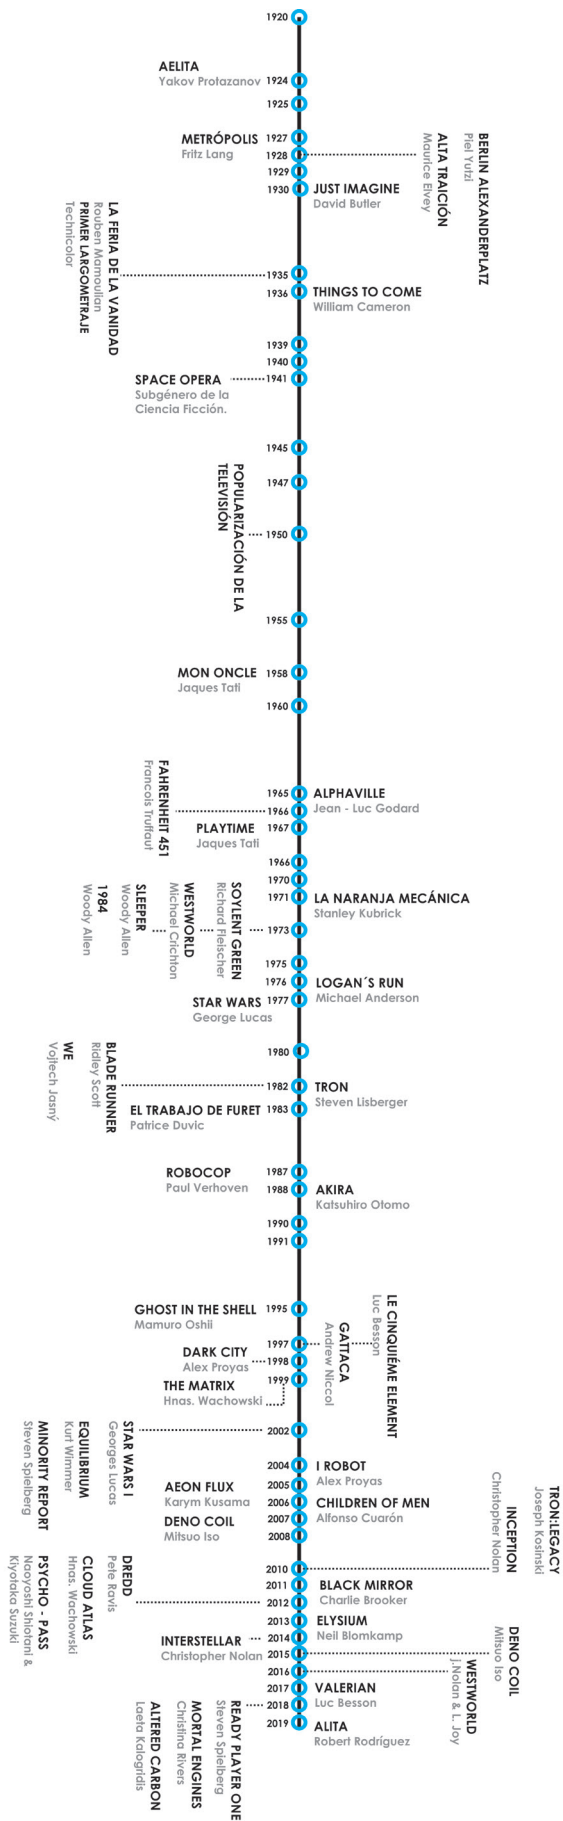 1920
AELITA
Yakov Protazanov
1924
1925
METRÓPOLIS
Fritz Lang
1927
1928
ALTA TRAICIÓN
Maurice Elvey
BERLIN ALEXANDERPLATZ
Piel Yutzi
1929
1930
JUST IMAGINE
David Butler
LA FERIA DE LA VANIDAD
Rouben Mamoulian
PRIMER LARGOMETRAJE
Technicolor
1935
1936
THINGS TO COME
William Cameron
1939
1940
SPACE OPERA
Subgénero de la
Ciencia Ficción.
1941
1945
1947
POPULARIZACIÓN DE LA
TELEVISIÓN
1950
1955
MON ONCLE
Jaques Tati
1958
1960
1965
ALPHAVILLE
Jean - Luc Godard
FAHRENHEIT 451
Francois Truffaut
1966
PLAYTIME
Jaques Tati
1967
1966
1970
1971
LA NARANJA MECÁNICA
Stanley Kubrick
SOYLENT GREEN
Richard Fleischer
WESTWORLD
Michael Crichton
SLEEPER
Woody Allen
1984
Woody Allen
1973
1975
1976
LOGAN´S RUN
Michael Anderson
STAR WARS
George Lucas
1977
1980
BLADE RUNNER
Ridley Scott
WE
Vojtech Jasný
1982
TRON
Steven Lisberger
EL TRABAJO DE FURET
Patrice Duvic
1983
ROBOCOP
Paul Verhoven
1987
1988
AKIRA
Katsuhiro Otomo
1990
1991
GHOST IN THE SHELL
Mamuro Oshii
1995
1997
GATTACA
Andrew Niccol
LE CINQUIÉME ELEMENT
Luc Besson
DARK CITY
Alex Proyas
1998
THE MATRIX
Hnas. Wachowski
1999
STAR WARS I
Georges Lucas
EQUILIBRIUM
Kurt Wimmer
MINORITY REPORT
Steven Spielberg
2002
2004
I ROBOT
Alex Proyas
AEON FLUX
Karym Kusama
2005
2006
CHILDREN OF MEN
Alfonso Cuarón
DENO COIL
Mitsuo Iso
2007
2008
2010
INCEPTION
Christopher Nolan
TRON:LEGACY
Joseph Kosinski
2011
BLACK MIRROR
Charlie Brooker
DREDD
Pete Ravis
CLOUD ATLAS
Hnas. Wachowski
PSYCHO - PASS
Naoyoshi Shiotani &
Kiyotaka Suzuki
2012
2013
ELYSIUM
Neil Blomkamp
INTERSTELLAR
Christopher Nolan
2014
2015
DENO COIL
Mitsuo Iso
2016
WESTWORLD
j.Nolan & L. Joy
2017
VALERIAN
Luc Besson
READY PLAYER ONE
Steven Spielberg
MORTAL ENGINES
Christina Rivers
ALTERED CARBON
Laeta Kalogridis
2018
2019
ALITA
Robert Rodríguez